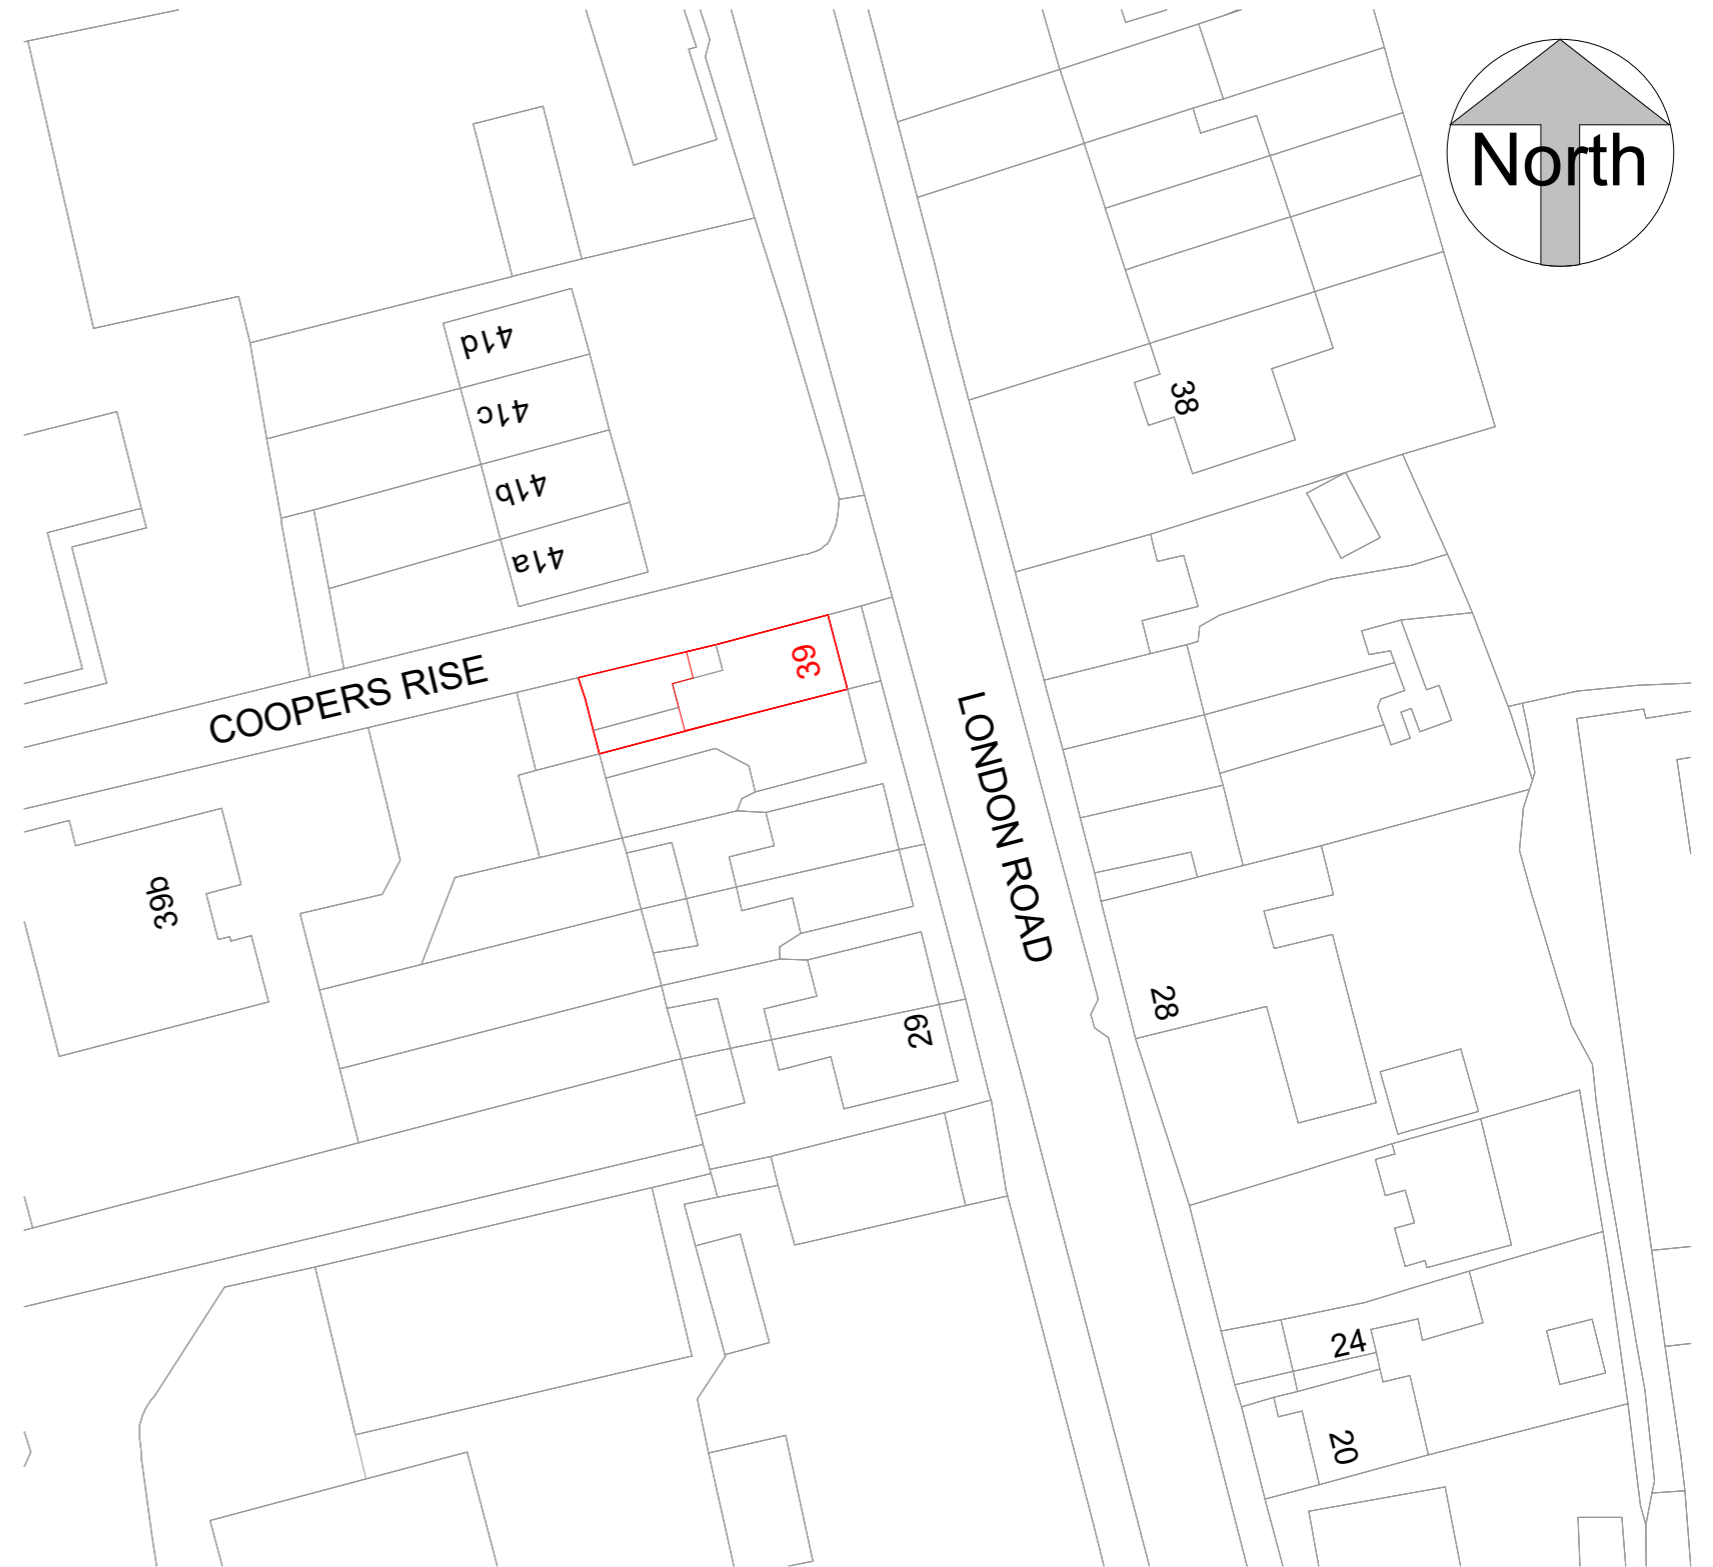 North
41d
41c
38
41b
41a
39
COOPERS RISE
LONDON ROAD
39b
28
29
24
20